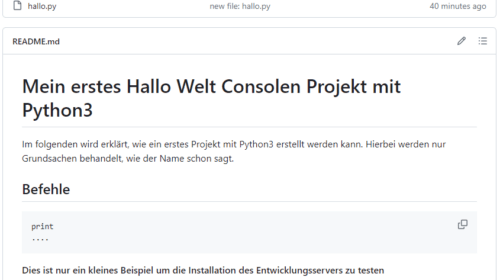 hallo.py new file: hallo.py 40 minutes ago
README.md
Mein erstes Hallo Welt Consolen Projekt mit
Python3
Im folgenden wird erklärt, wie ein erstes Projekt mit Python3 erstellt werden kann. Hierbei werden nur
Grundsachen behandelt, wie der Name schon sagt.
Befehle
print
....
Dies ist nur ein kleines Beispiel um die Installation des Entwicklungsservers zu testen